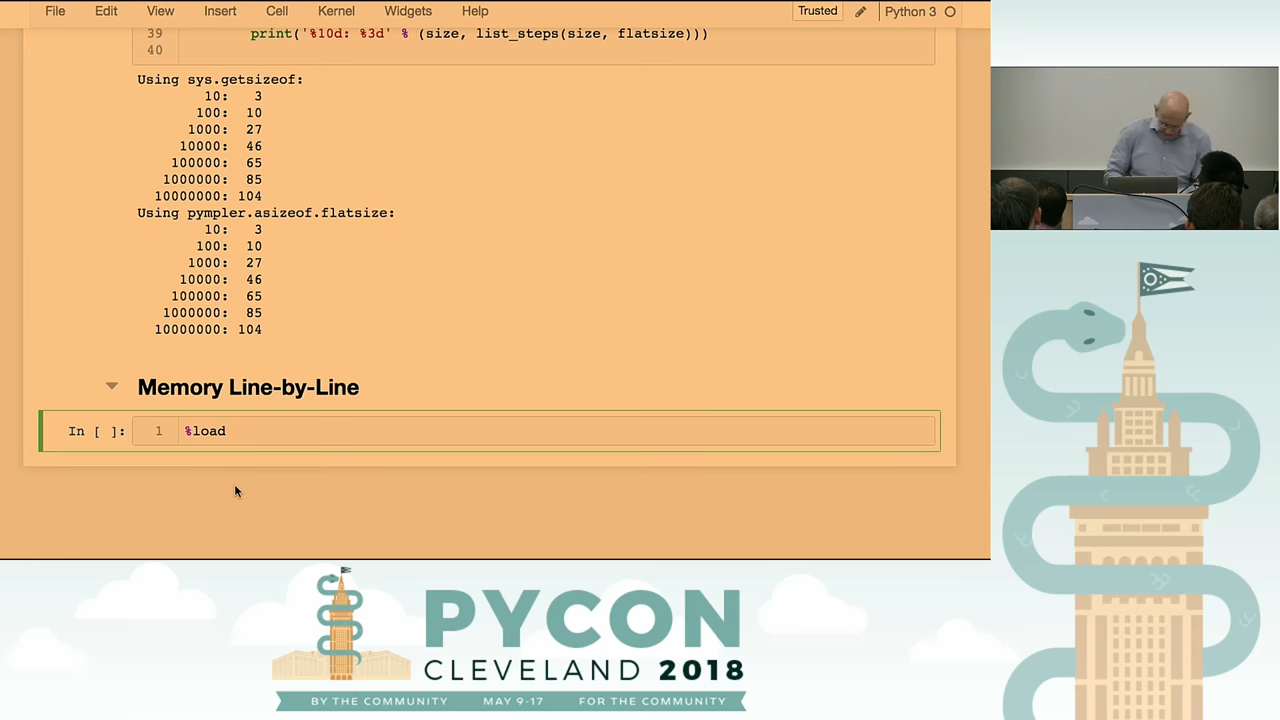 File Edit View Insert Cell Kernel Widgets Help Trusted Python 3
39 print('%10d: %3d' % (size, list_steps(size, flatsize)))
40
Using sys.getsizeof:
10: 3
100: 10
1000: 27
10000: 46
100000: 65
1000000: 85
10000000: 104
Using pympler.asizeof.flatsize:
10: 3
100: 10
1000: 27
10000: 46
100000: 65
1000000: 85
10000000: 104
Memory Line-by-Line
In [ ]: 1 %load
PYCON
CLEVELAND 2018
BY THE COMMUNITY MAY 9-17 FOR THE COMMUNITY